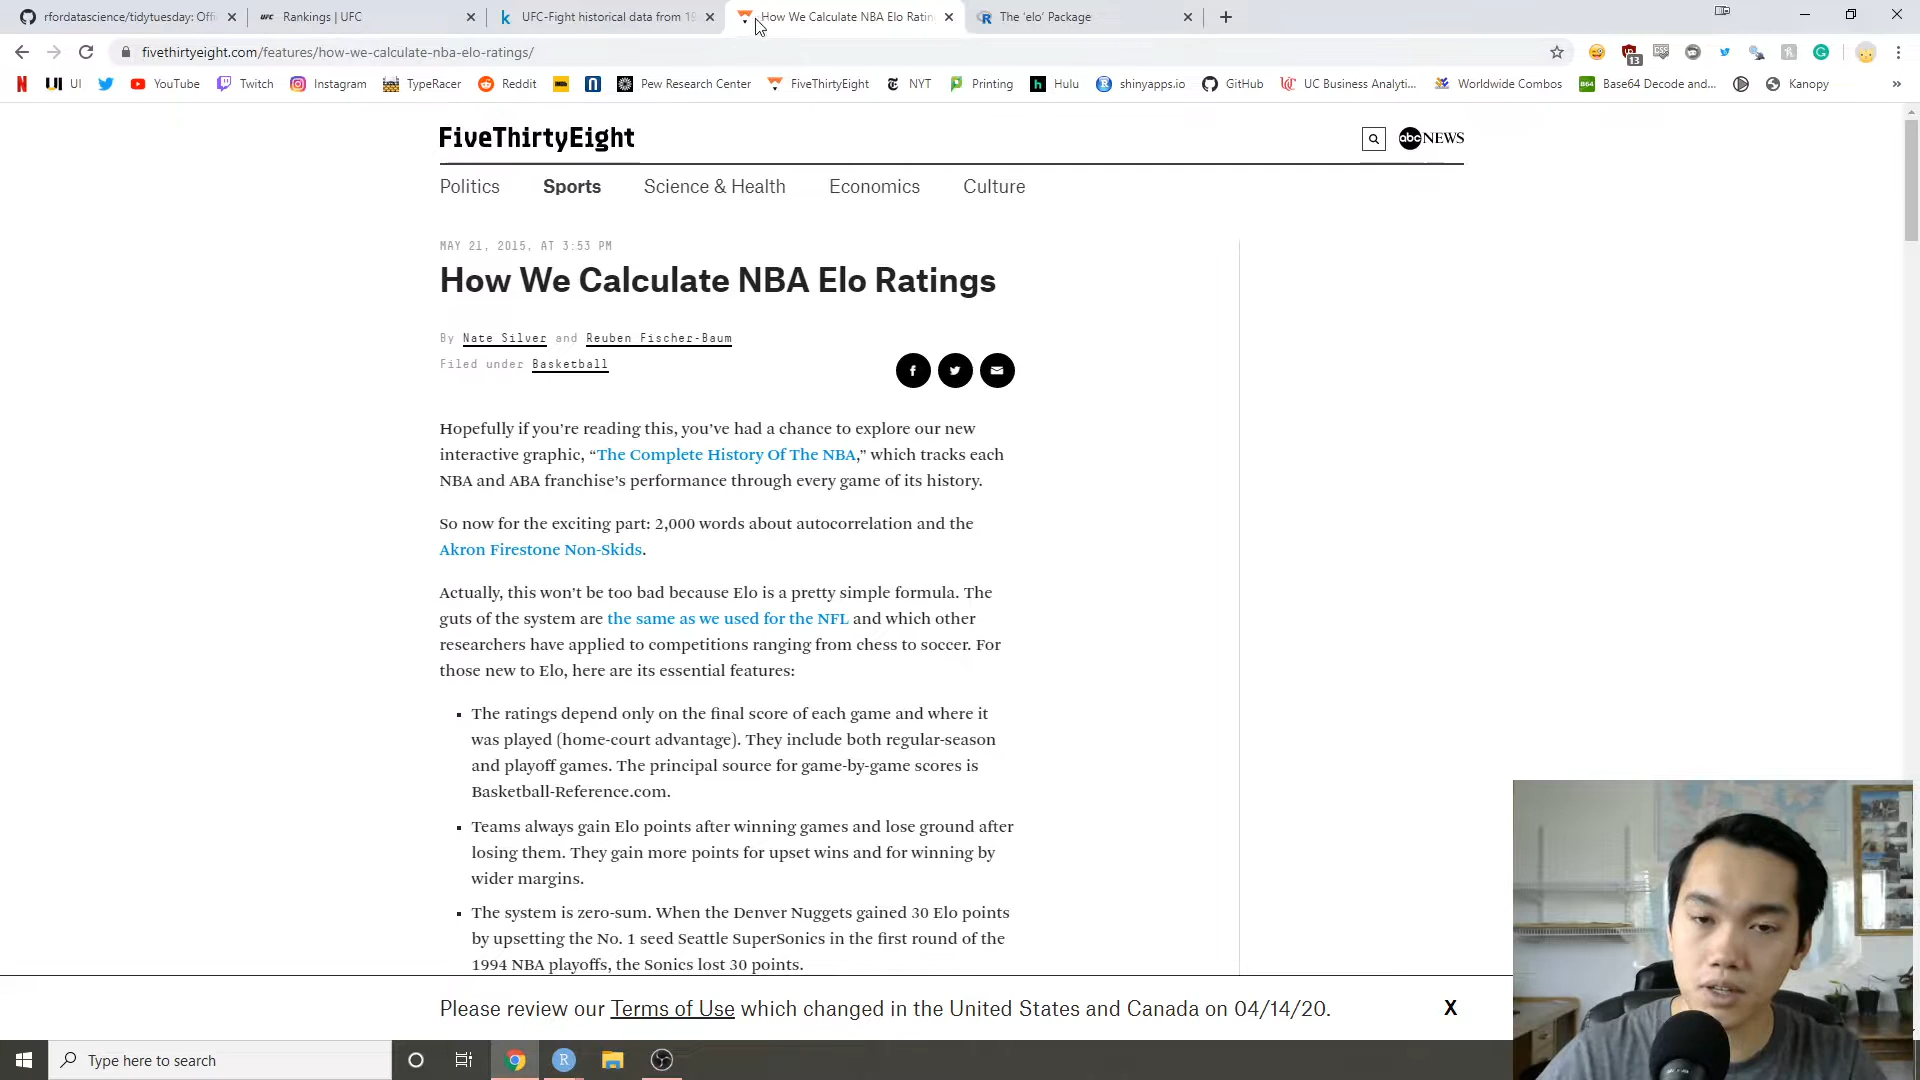 rfordatascience/tidytuesday: Offi
UFC Rankings | UFC
k UFC-Fight historical data from 19
How We Calculate NBA Elo Ratin
R The 'elo' Package
fivethirtyeight.com/features/how-we-calculate-nba-elo-ratings/
13
N
UI
YouTube
Twitch
Instagram
TypeRacer
Reddit
Pew Research Center
FiveThirtyEight
NYT
Printing
Hulu
shinyapps.io
GitHub
UC Business Analyti...
Worldwide Combos
Base64 Decode and...
Kanopy
»
FiveThirtyEight
abc NEWS
Politics Sports Science & Health Economics Culture
MAY 21, 2015, AT 3:53 PM
How We Calculate NBA Elo Ratings
By Nate Silver and Reuben Fischer-Baum
Filed under Basketball
Hopefully if you're reading this, you've had a chance to explore our new
interactive graphic, “The Complete History Of The NBA,” which tracks each
NBA and ABA franchise's performance through every game of its history.
So now for the exciting part: 2,000 words about autocorrelation and the
Akron Firestone Non-Skids.
Actually, this won't be too bad because Elo is a pretty simple formula. The
guts of the system are the same as we used for the NFL and which other
researchers have applied to competitions ranging from chess to soccer. For
those new to Elo, here are its essential features:
▪ The ratings depend only on the final score of each game and where it
was played (home-court advantage). They include both regular-season
and playoff games. The principal source for game-by-game scores is
Basketball-Reference.com.
▪ Teams always gain Elo points after winning games and lose ground after
losing them. They gain more points for upset wins and for winning by
wider margins.
▪ The system is zero-sum. When the Denver Nuggets gained 30 Elo points
by upsetting the No. 1 seed Seattle SuperSonics in the first round of the
1994 NBA playoffs, the Sonics lost 30 points.
Please review our Terms of Use which changed in the United States and Canada on 04/14/20.
X
Type here to search
R